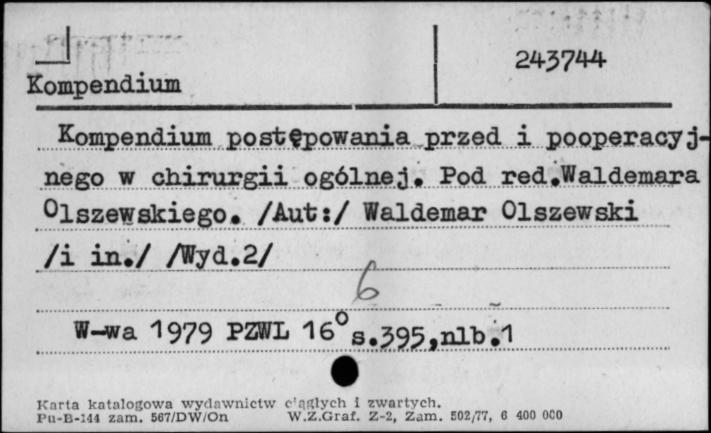 243744
Kompendium
Kompendium postępowania przed i pooperacyj-
nego w chirurgii ogólnej. Pod red.Waldemara
Olszewskiego. /Aut:/ Waldemar Olszewski
/i in./ /Wyd.2/
6
W-wa 1979 PZWL 16° s.395,nlb.1
Karta katalogowa wydawnictw ciągłych i zwartych.
Pu-B-144 zam. 567/DW/On W.Z.Graf. Z-2, Zam. 502/77, 6 400 000